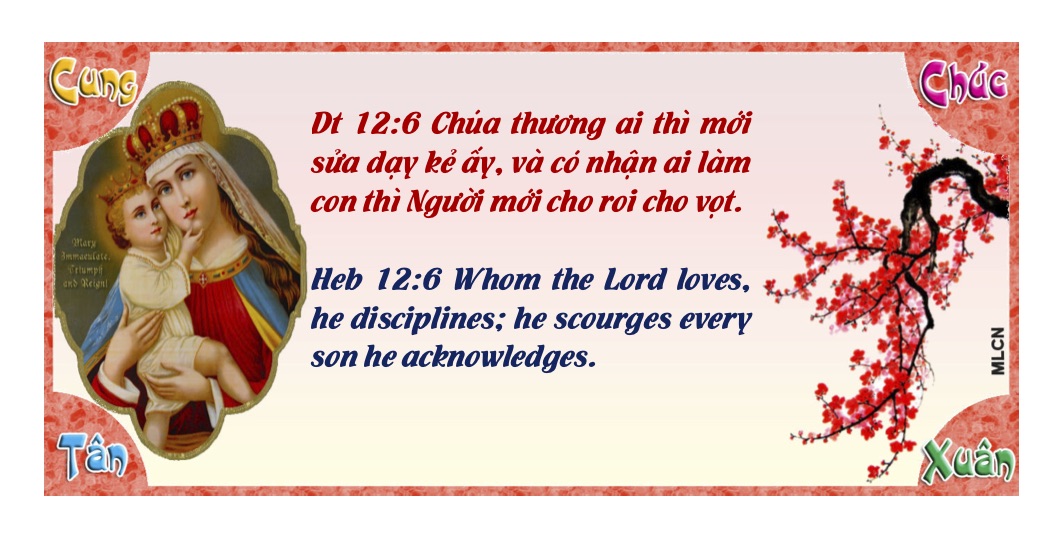 Cung
Chúc
Dt 12:6 Chúa thương ai thì mới
sửa dạy kẻ ấy, và có nhận ai làm
con thì Người mới cho roi cho vọt.
Mary
Immaculate,
Triumph
and Reign!
Heb 12:6 Whom the Lord loves,
he disciplines; he scourges every
son he acknowledges.
MLCN
Tân
Xuân